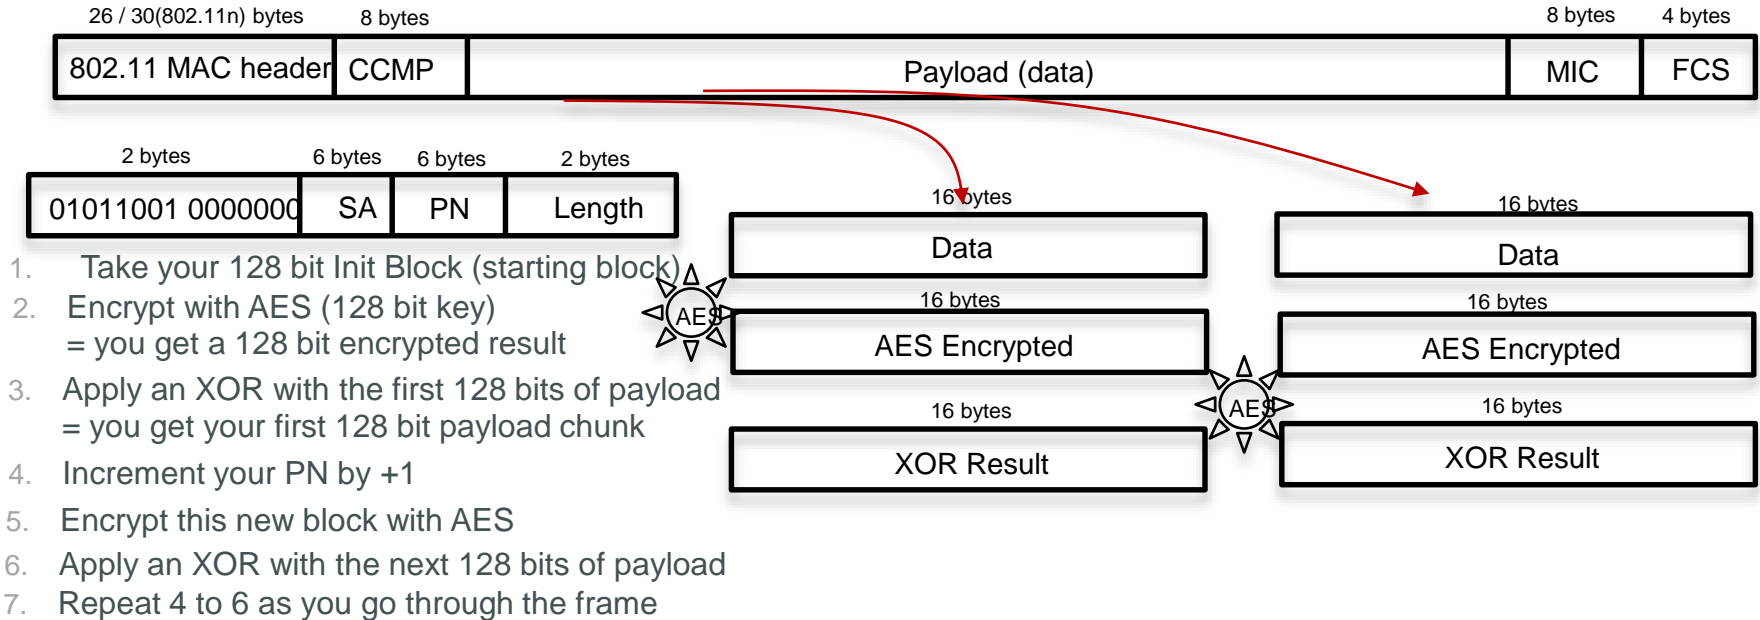 26 / 30(802.11n) bytes 8 bytes 8 bytes 4 bytes
802.11 MAC header CCMP Payload (data) MIC FCS
2 bytes 6 bytes 6 bytes 2 bytes
01011001 0000000 SA PN Length
16 bytes 16 bytes
Data Data
1. Take your 128 bit Init Block (starting block)
2. Encrypt with AES (128 bit key)
= you get a 128 bit encrypted result
AES
16 bytes 16 bytes
AES Encrypted AES Encrypted
3. Apply an XOR with the first 128 bits of payload
= you get your first 128 bit payload chunk
AES
16 bytes 16 bytes
XOR Result XOR Result
4. Increment your PN by +1
5. Encrypt this new block with AES
6. Apply an XOR with the next 128 bits of payload
7. Repeat 4 to 6 as you go through the frame